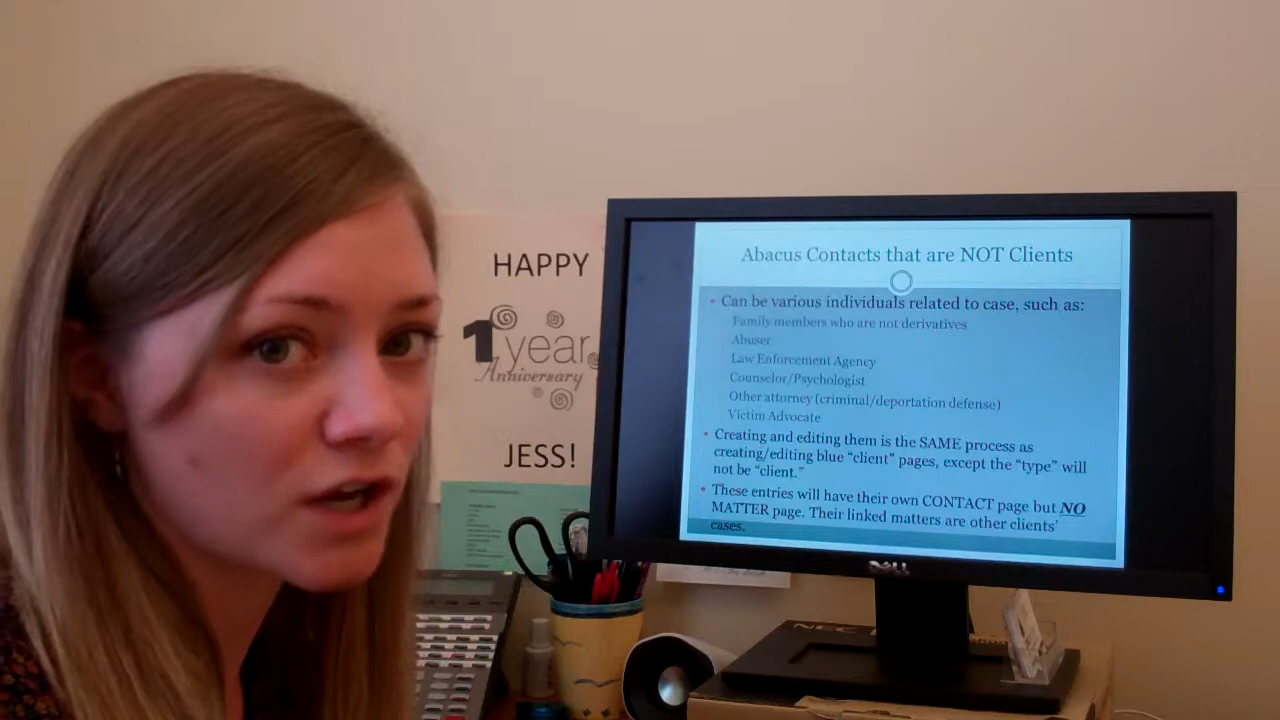 HAPPY
1 year
Anniversary
JESS!
Abacus Contacts that are NOT Clients
• Can be various individuals related to case, such as:
Family members who are not derivatives
Abuser
Law Enforcement Agency
Counselor/Psychologist
Other attorney (criminal/deportation defense)
Victim Advocate
• Creating and editing them is the SAME process as
creating/editing blue “client” pages, except the “type” will
not be “client.”
• These entries will have their own CONTACT page but NO
MATTER page. Their linked matters are other clients’
cases.
DELL
NEC